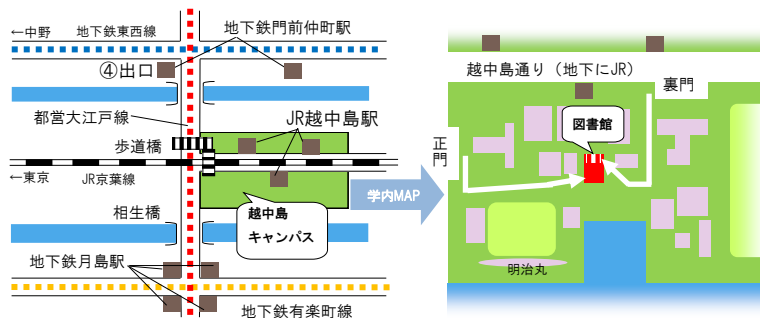 ←中野
地下鉄東西線
地下鉄門前仲町駅
④出口
都営大江戸線
歩道橋
JR越中島駅
←東京
JR京葉線
相生橋
越中島
キャンパス
地下鉄月島駅
地下鉄有楽町線
学内MAP
越中島通り（地下にJR）
裏門
図書館
正門
明治丸